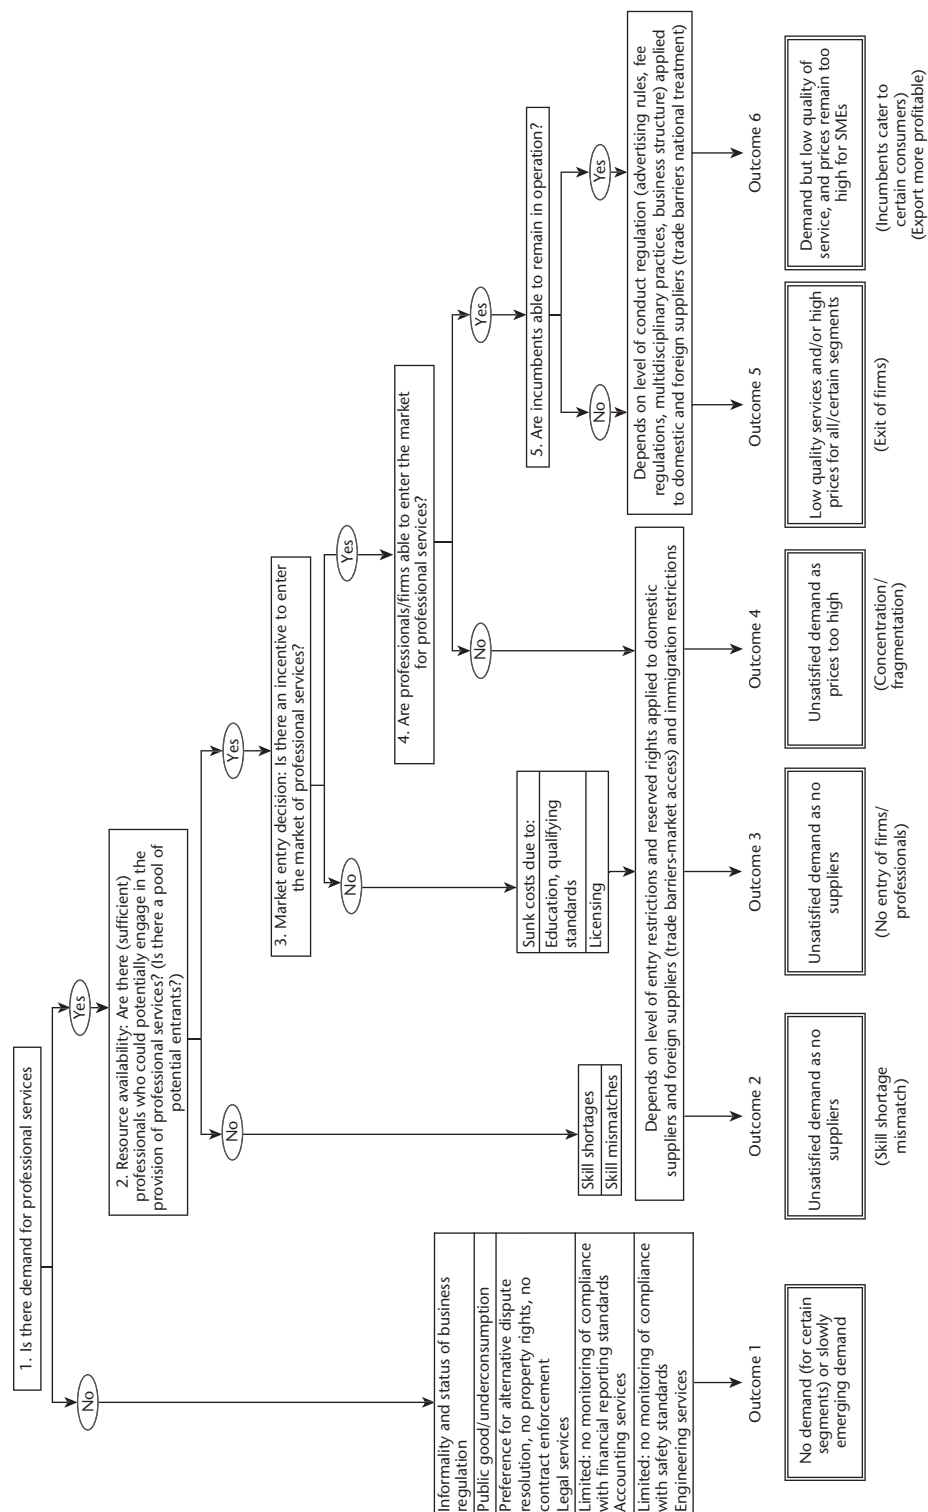 1. Is there demand for professional services
No
Yes
2. Resource availability: Are there (sufficient)
professionals who could potentially engage in the
provision of professional services? (Is there a pool of
potential entrants?)
No
Yes
3. Market entry decision: Is there an incentive to enter
the market of professional services?
No
Yes
4. Are professionals/firms able to enter the market
for professional services?
No
Yes
5. Are incumbents able to remain in operation?
No
Yes
Informality and status of business
regulation
Public good/underconsumption
Preference for alternative dispute
resolution, no property rights, no
contract enforcement
Legal services
Limited: no monitoring of compliance
with financial reporting standards
Accounting services
Limited: no monitoring of compliance
with safety standards
Engineering services
Skill shortages
Skill mismatches
Sunk costs due to:
Education, qualifying
standards
Licensing
Depends on level of entry restrictions and reserved rights applied to domestic
suppliers and foreign suppliers (trade barriers-market access) and immigration restrictions
Depends on level of conduct regulation (advertising rules, fee
regulations, multidisciplinary practices, business structure) applied
to domestic and foreign suppliers (trade barriers national treatment)
Outcome 1
Outcome 2
Outcome 3
Outcome 4
Outcome 5
Outcome 6
No demand (for certain
segments) or slowly
emerging demand
Unsatisfied demand as no
suppliers
(Skill shortage
mismatch)
Unsatisfied demand as no
suppliers
(No entry of firms/
professionals)
Unsatisfied demand as
prices too high
(Concentration/
fragmentation)
Low quality services and/or high
prices for all/certain segments
(Exit of firms)
Demand but low quality of
service, and prices remain too
high for SMEs
(Incumbents cater to
certain consumers)
(Export more profitable)